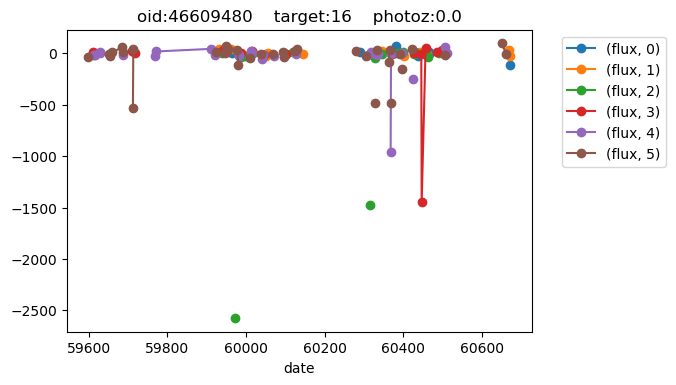 oid:46609480    target:16    photoz:0.0
0
−500
−1000
−1500
−2000
−2500
59600
59800
60000
60200
60400
60600
date
(flux, 0)
(flux, 1)
(flux, 2)
(flux, 3)
(flux, 4)
(flux, 5)